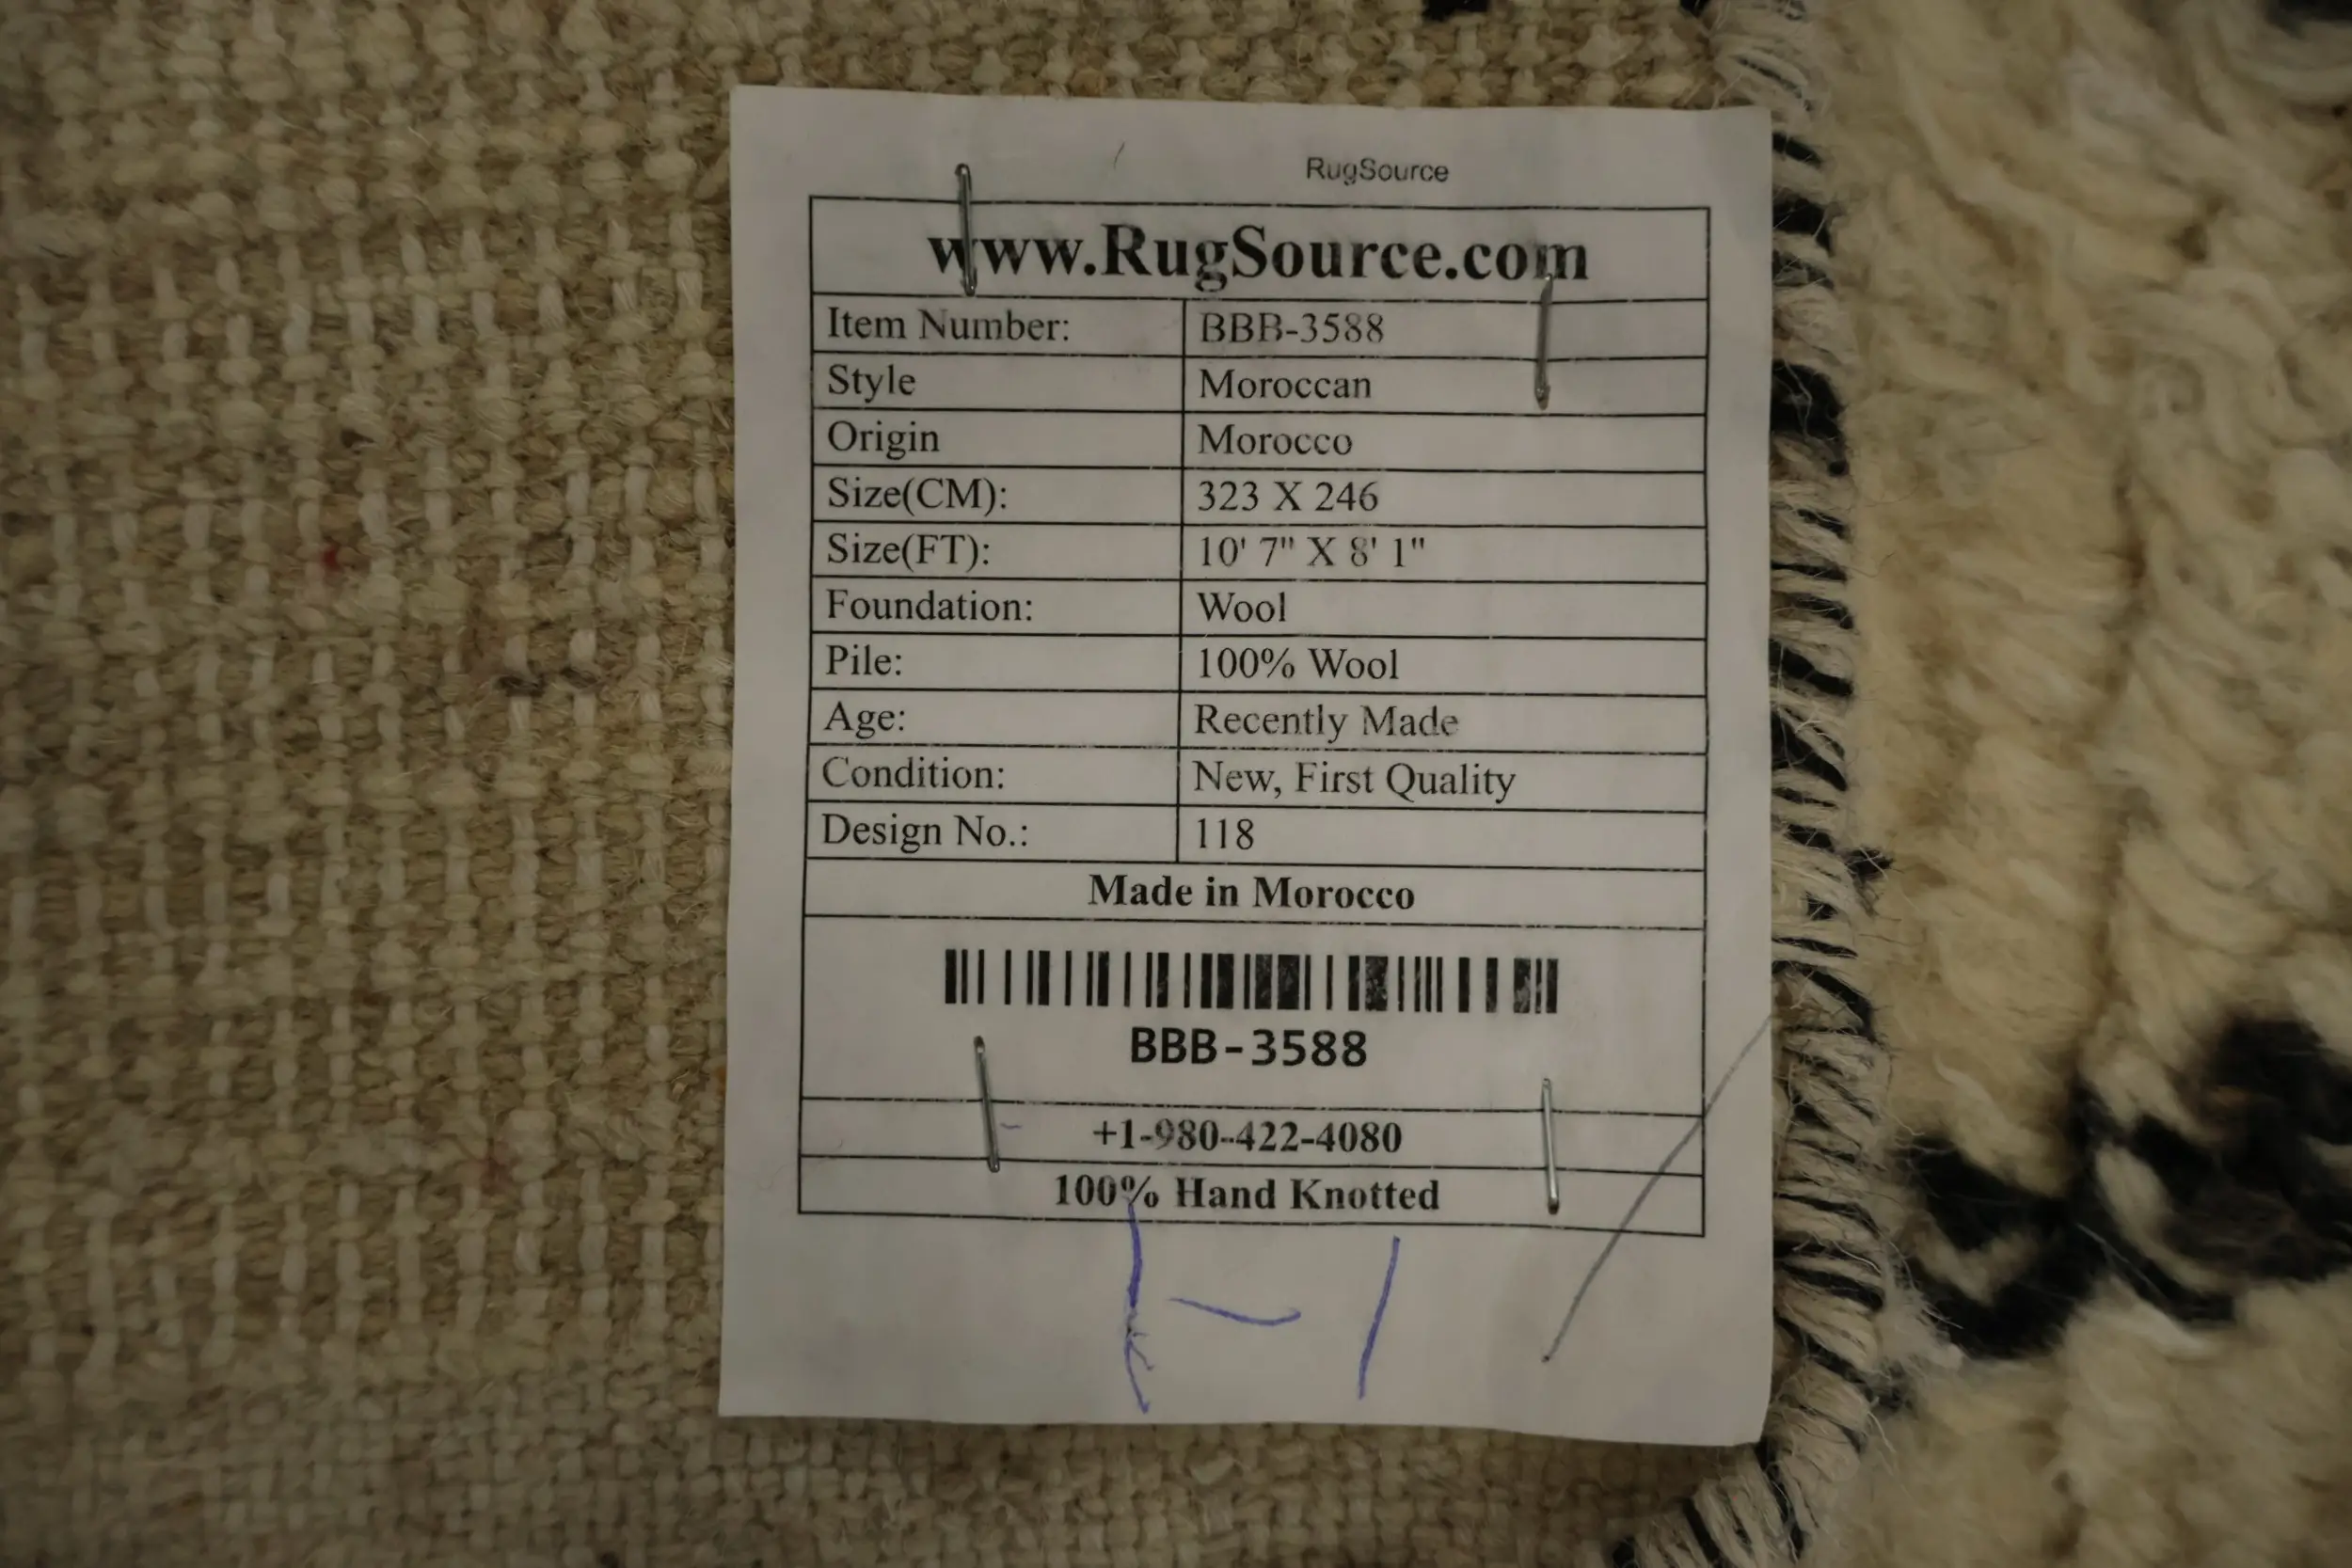 RugSource
www.RugSource.com
Item Number: BBB-3588
Style Moroccan
Origin Morocco
Size(CM): 323 X 246
Size(FT): 10' 7" X 8' 1"
Foundation: Wool
Pile: 100% Wool
Age: Recently Made
Condition: New, First Quality
Design No.: 118
Made in Morocco
BBB-3588
+1-980-422-4080
100% Hand Knotted
1-1